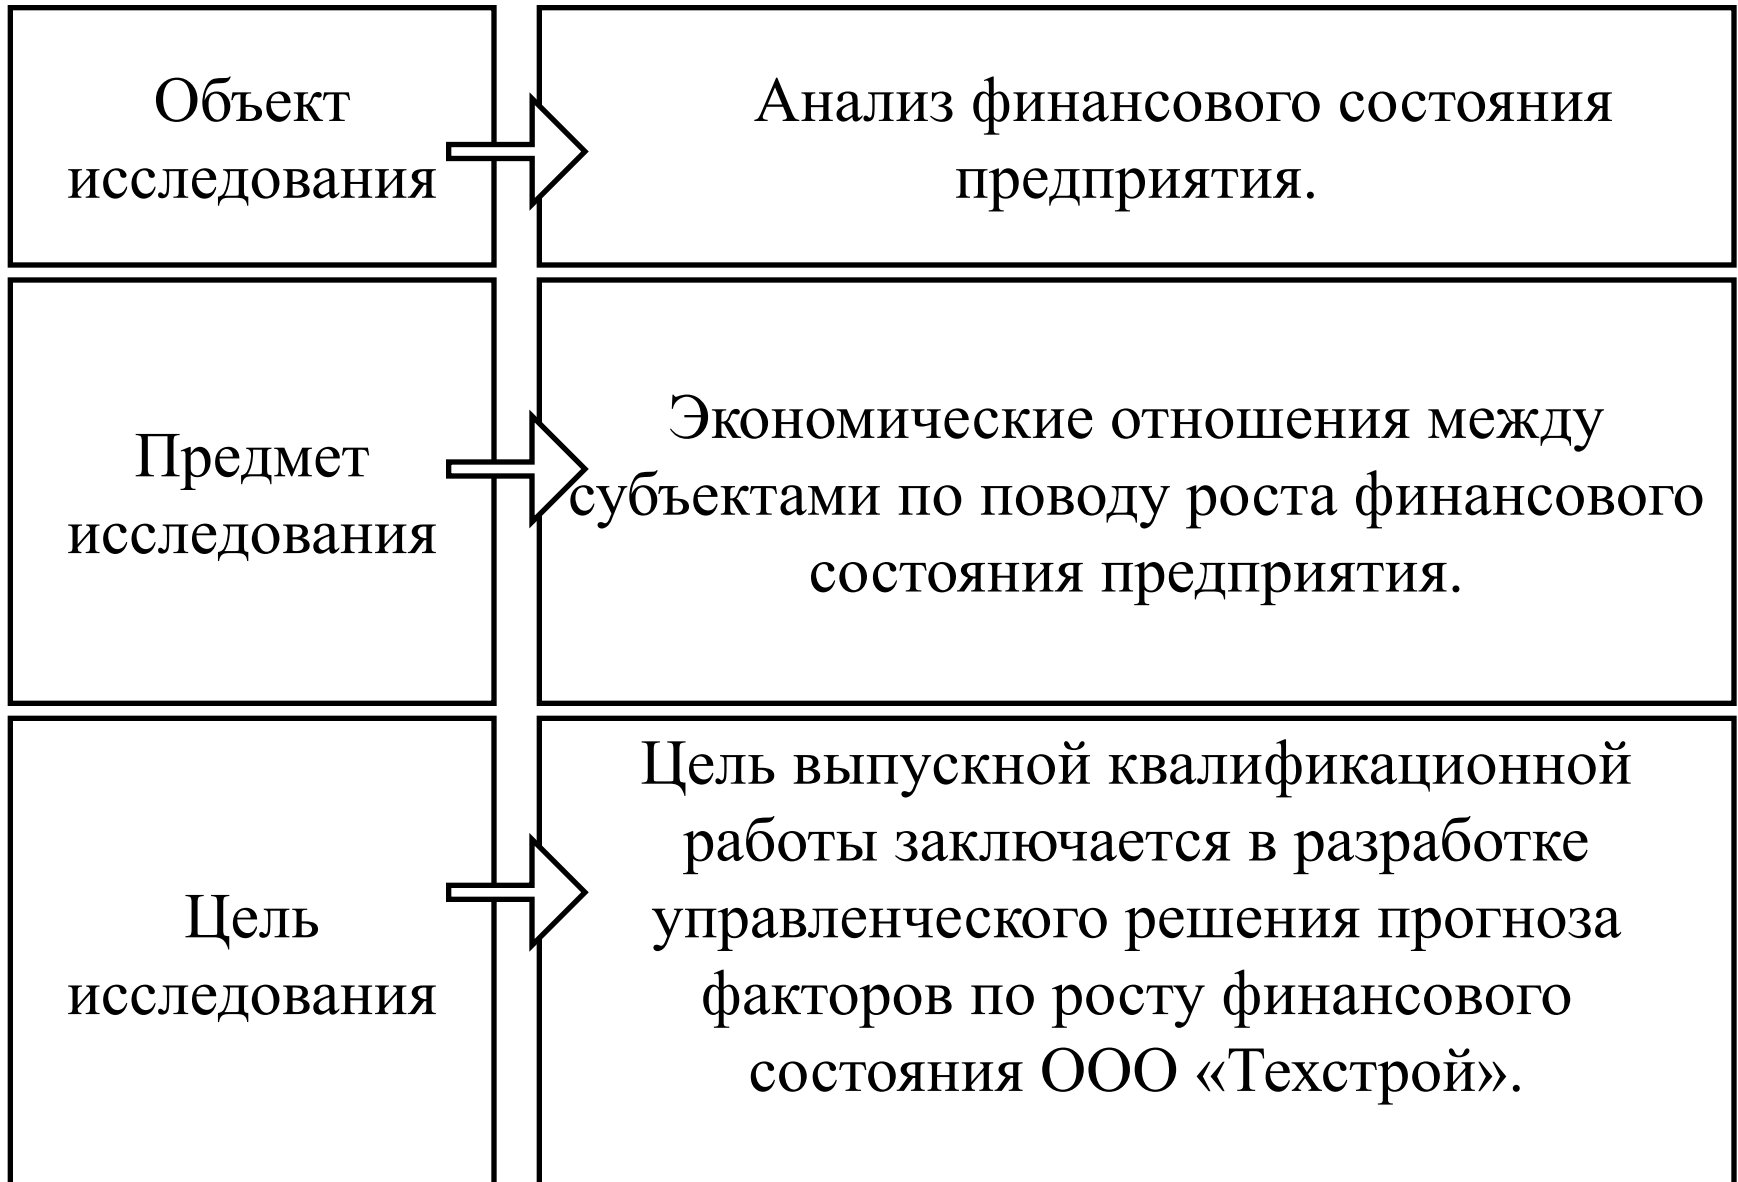 Объект
исследования
Анализ финансового состояния
предприятия.
Предмет
исследования
Экономические отношения между
субъектами по поводу роста финансового
состояния предприятия.
Цель
исследования
Цель выпускной квалификационной
работы заключается в разработке
управленческого решения прогноза
факторов по росту финансового
состояния ООО «Техстрой».